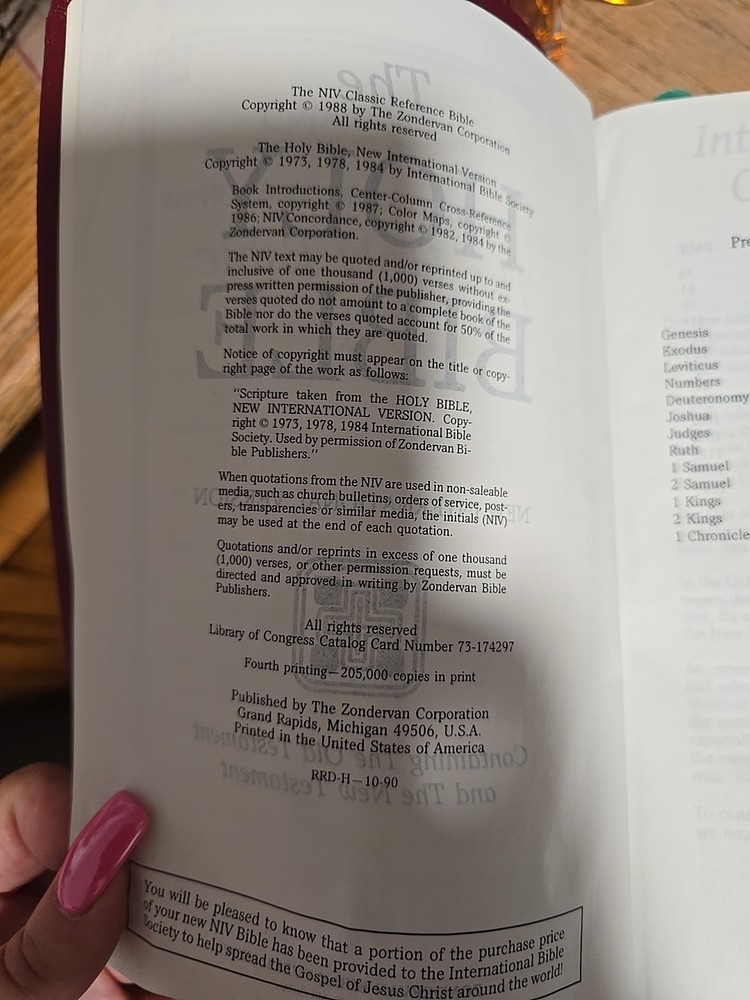 The NIV Classic Reference Bible
Copyright © 1988 by The Zondervan Corporation
All rights reserved
The Holy Bible, New International Version
Copyright © 1973, 1978, 1984 by International Bible Society
Book Introductions, Center-Column Cross-Reference
System, copyright © 1987; Color Maps, copyright ©
1986; NIV Concordance, copyright © 1982, 1984 by the
Zondervan Corporation.
The NIV text may be quoted and/or reprinted up to and
inclusive of one thousand (1,000) verses without ex-
press written permission of the publisher, providing the
verses quoted do not amount to a complete book of the
Bible nor do the verses quoted account for 50% of the
total work in which they are quoted.
Notice of copyright must appear on the title or copy-
right page of the work as follows:
"Scripture taken from the HOLY BIBLE,
NEW INTERNATIONAL VERSION. Copy-
right © 1973, 1978, 1984 International Bible
Society. Used by permission of Zondervan Bi-
ble Publishers."
When quotations from the NIV are used in non-saleable
media, such as church bulletins, orders of service, post-
ers, transparencies or similar media, the initials (NIV)
may be used at the end of each quotation.
Quotations and/or reprints in excess of one thousand
(1,000) verses, or other permission requests, must be
directed and approved in writing by Zondervan Bible
Publishers.
All rights reserved
Library of Congress Catalog Card Number 73-174297
Fourth printing—205,000 copies in print
Published by The Zondervan Corporation
Grand Rapids, Michigan 49506, U.S.A.
Printed in the United States of America
RRD-H—10-90
You will be pleased to know that a portion of the purchase price
of your new NIV Bible has been provided to the International Bible
Society to help spread the Gospel of Jesus Christ around the world!
Genesis
Exodus
Leviticus
Numbers
Deuteronomy
Joshua
Judges
Ruth
1 Samuel
2 Samuel
1 Kings
2 Kings
1 Chronicle